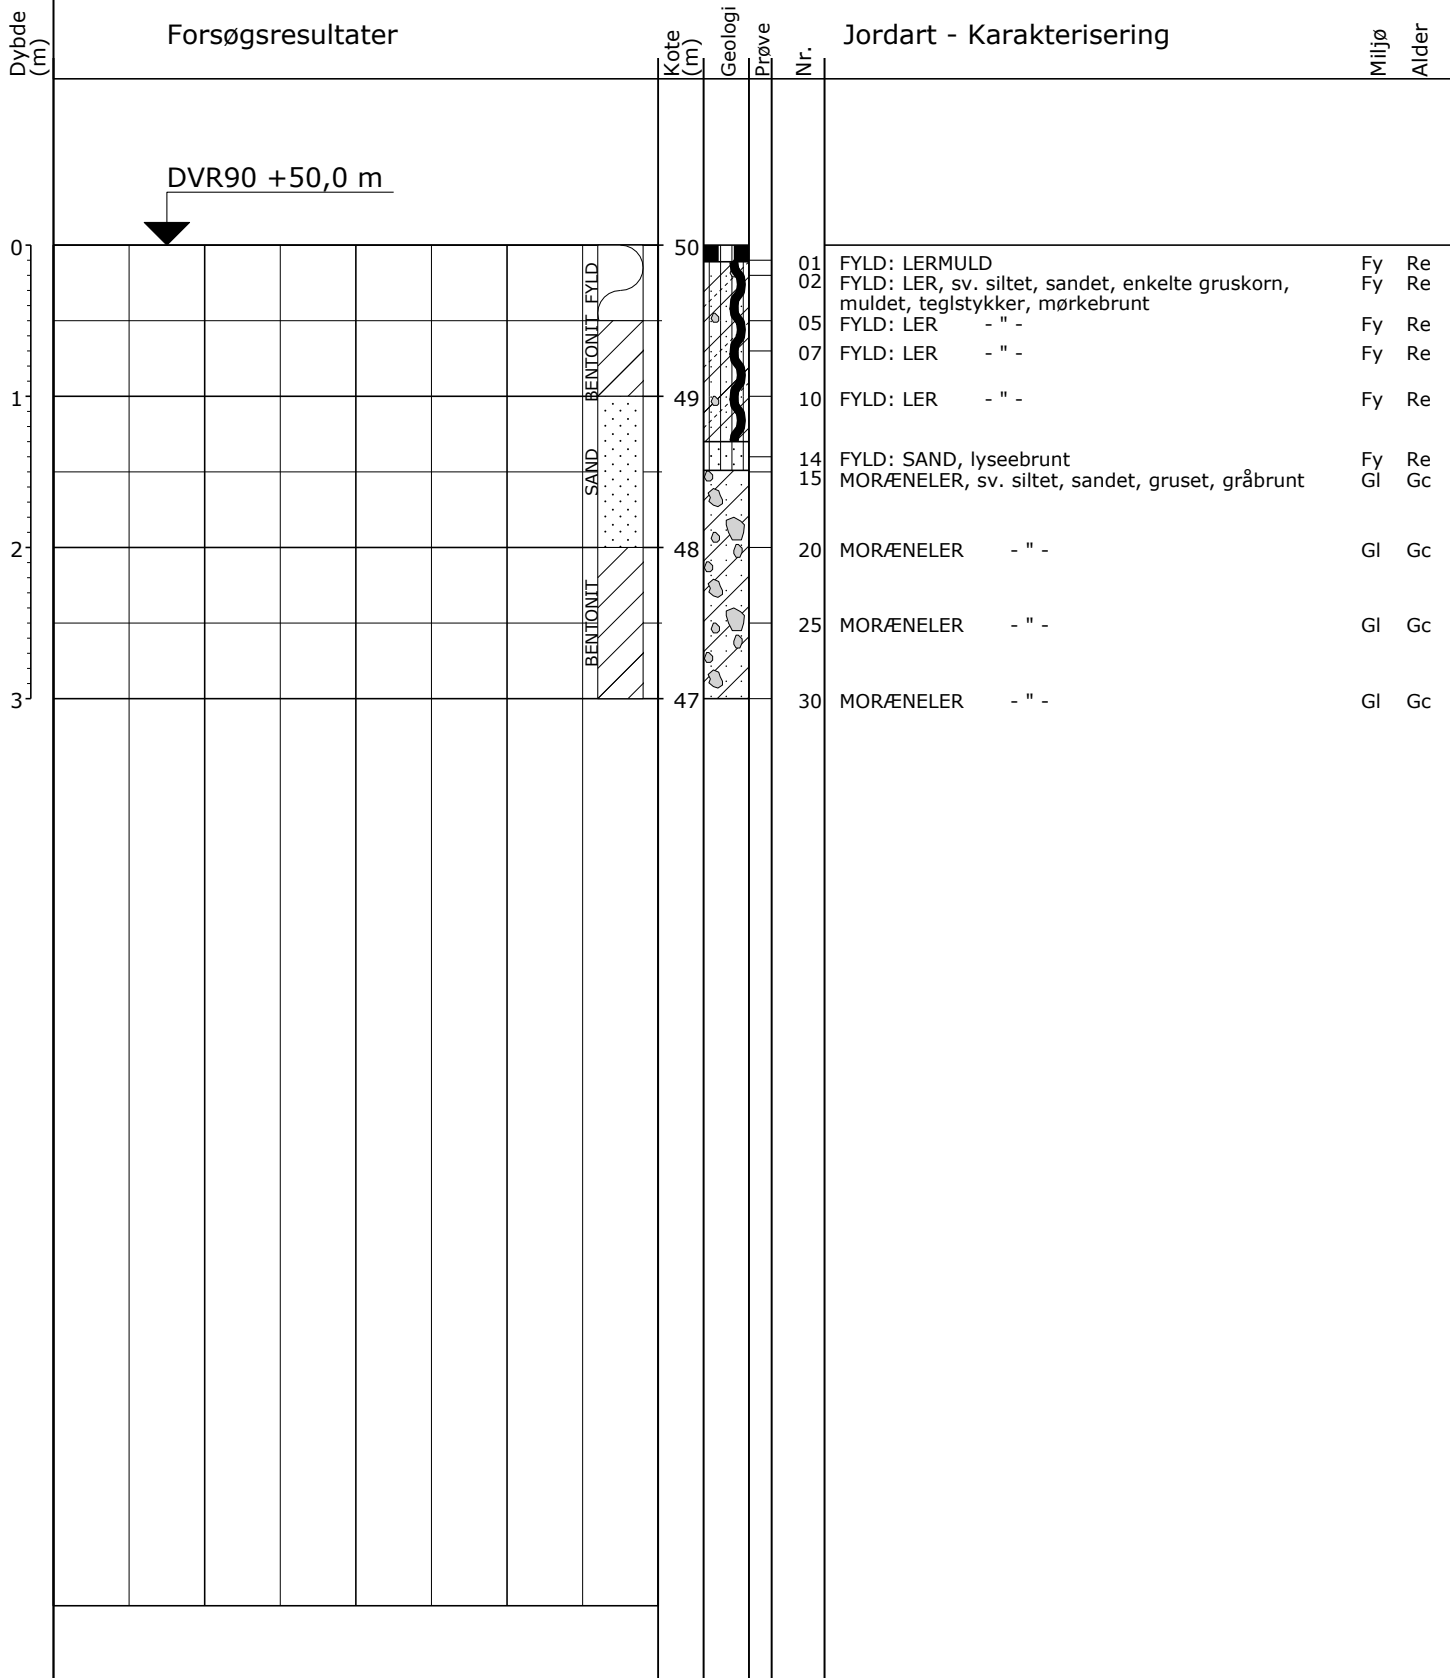 Dybde
(m)
Forsøgsresultater
Kote
(m)
Geologi
Prøve
Nr.
Jordart - Karakterisering
Miljø
Alder
DVR90 +50,0 m
0
50
FYLD
01 FYLD: LERMULD Fy Re
02 FYLD: LER, sv. siltet, sandet, enkelte gruskorn, Fy Re
muldet, teglstykker, mørkebrunt
BENTONIT
05 FYLD: LER - " - Fy Re
07 FYLD: LER - " - Fy Re
1
49
10 FYLD: LER - " - Fy Re
SAND
14 FYLD: SAND, lyseebrunt Fy Re
15 MORÆNELER, sv. siltet, sandet, gruset, gråbrunt Gl Gc
2
48
20 MORÆNELER - " - Gl Gc
BENTONIT
25 MORÆNELER - " - Gl Gc
3
47
30 MORÆNELER - " - Gl Gc